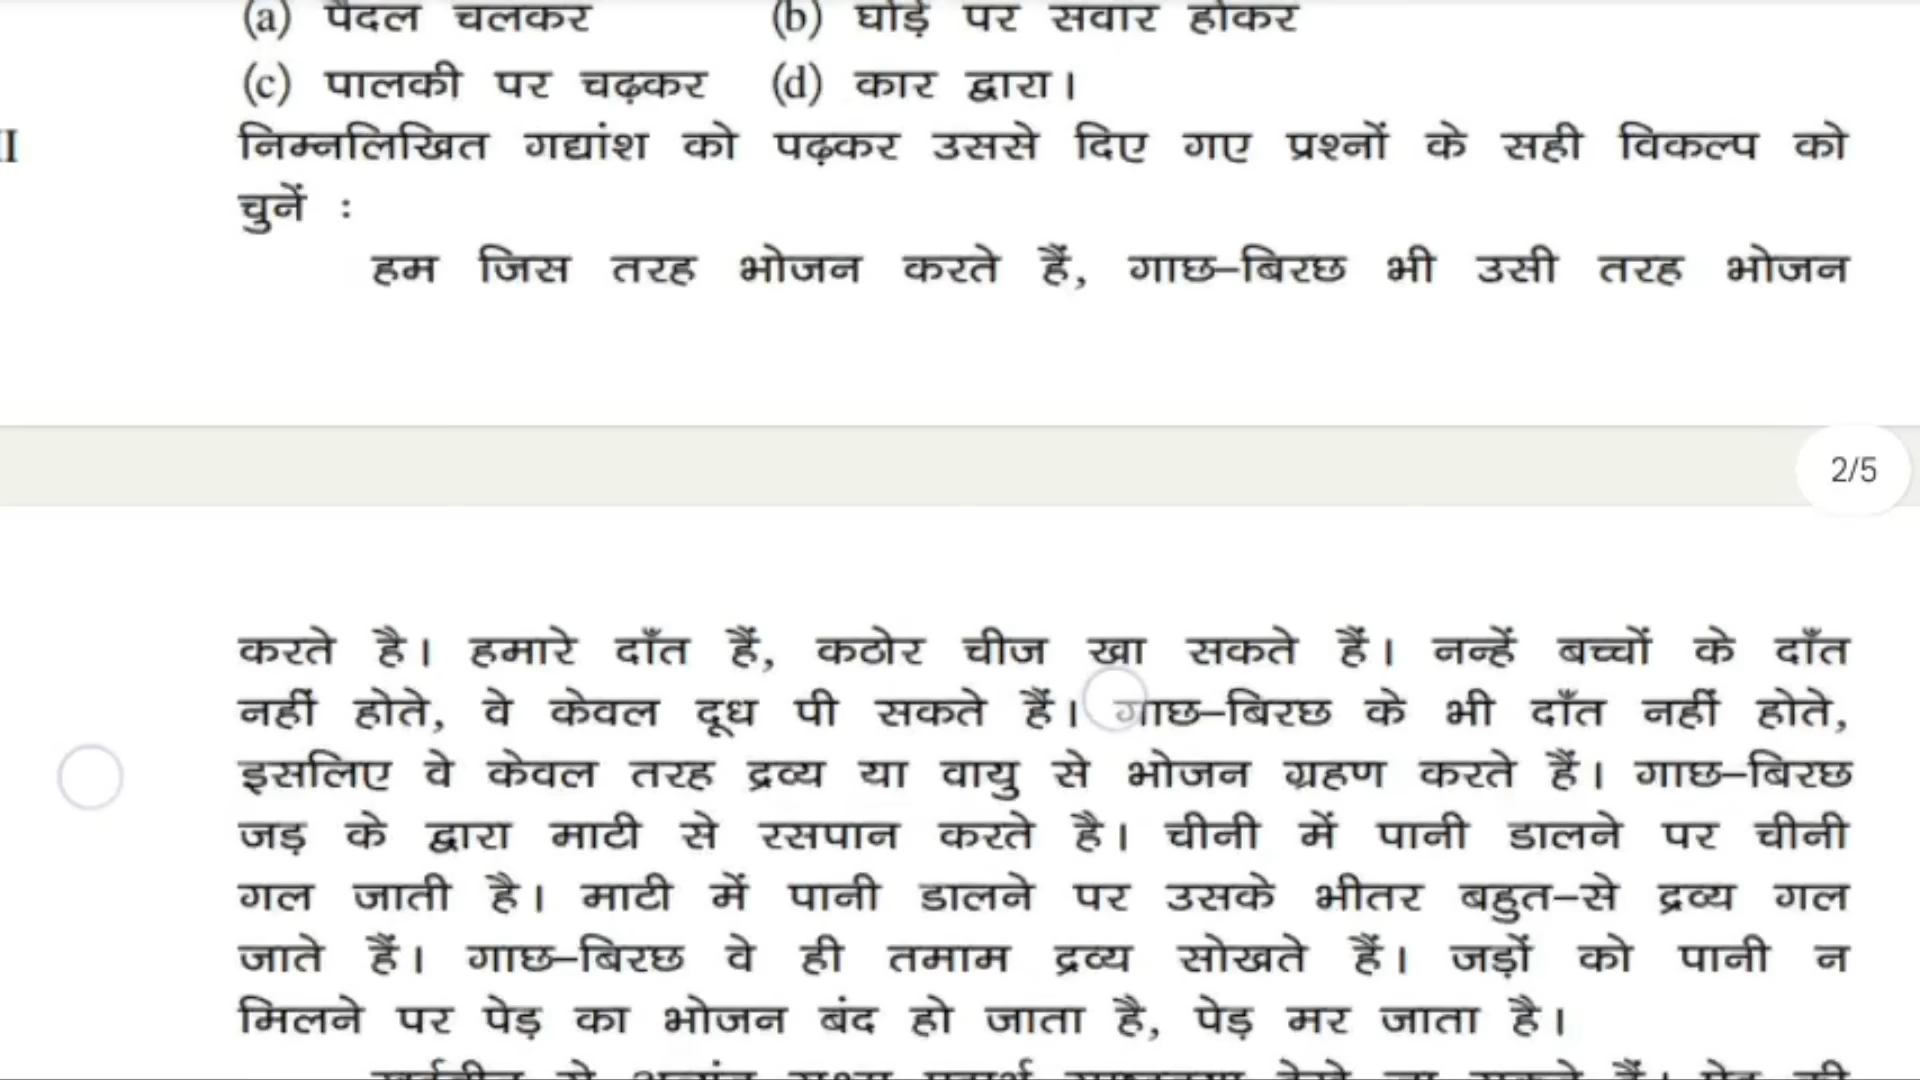 (a) पैदल चलकर (b) घोड़े पर सवार होकर
(c) पालकी पर चढ़कर (d) कार द्वारा।
II निम्नलिखित गद्यांश को पढ़कर उससे दिए गए प्रश्नों के सही विकल्प को
चुनें :
हम जिस तरह भोजन करते हैं, गाछ-बिरछ भी उसी तरह भोजन
2/5
करते है। हमारे दाँत हैं, कठोर चीज खा सकते हैं। नन्हें बच्चों के दाँत
नहीं होते, वे केवल दूध पी सकते हैं। गाछ-बिरछ के भी दाँत नहीं होते,
इसलिए वे केवल तरह द्रव्य या वायु से भोजन ग्रहण करते हैं। गाछ-बिरछ
जड़ के द्वारा माटी से रसपान करते है। चीनी में पानी डालने पर चीनी
गल जाती है। माटी में पानी डालने पर उसके भीतर बहुत-से द्रव्य गल
जाते हैं। गाछ-बिरछ वे ही तमाम द्रव्य सोखते हैं। जड़ों को पानी न
मिलने पर पेड़ का भोजन बंद हो जाता है, पेड़ मर जाता है।